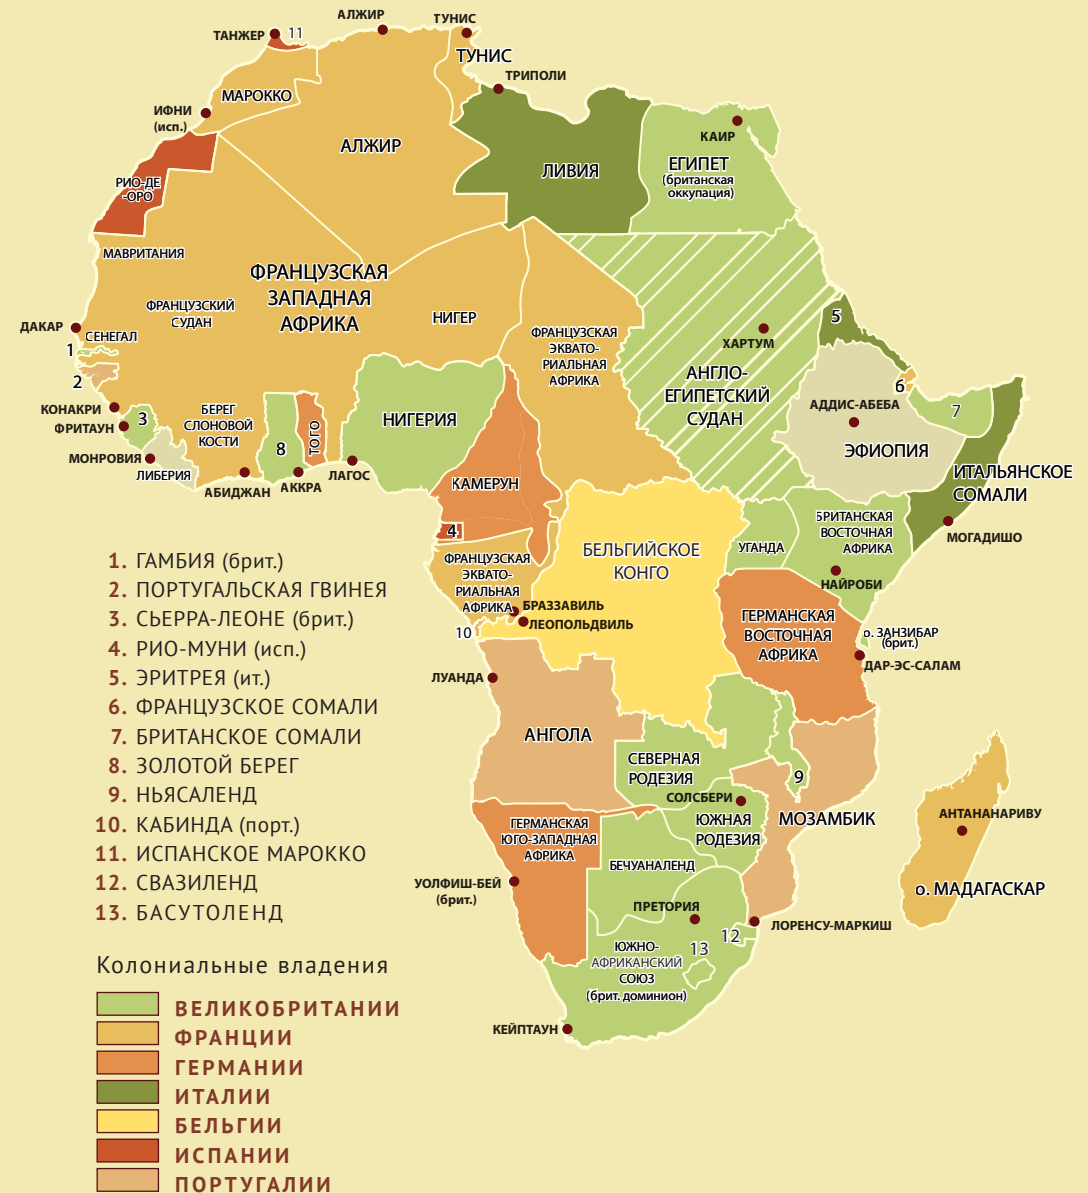 АЛЖИР
ТУНИС
ТАНЖЕР
11
ТУНИС
ТРИПОЛИ
МАРОККО
ИФНИ
(исп.)
КАИР
АЛЖИР
ЛИВИЯ
ЕГИПЕТ
(британская
оккупация)
РИО-ДЕ
-ОРО
МАВРИТАНИЯ
ФРАНЦУЗСКАЯ
ЗАПАДНАЯ
АФРИКА
ФРАНЦУЗСКИЙ
СУДАН
НИГЕР
5
ДАКАР
СЕНЕГАЛ
ФРАНЦУЗСКАЯ
ЭКВАТО-
РИАЛЬНАЯ
АФРИКА
ХАРТУМ
1
2
АНГЛО-
ЕГИПЕТСКИЙ
СУДАН
6
КОНАКРИ
3
ФРИТАУН
БЕРЕГ
СЛОНОВОЙ
КОСТИ
НИГЕРИЯ
АДДИС-АБЕБА
7
8
ТОГО
ЭФИОПИЯ
МОНРОВИЯ
ЛИБЕРИЯ
АБИДЖАН
АККРА
ЛАГОС
КАМЕРУН
ИТАЛЬЯНСКОЕ
СОМАЛИ
4
БРИТАНСКАЯ
ВОСТОЧНАЯ
АФРИКА
МОГАДИШО
УГАНДА
БЕЛЬГИЙСКОЕ
КОНГО
ФРАНЦУЗСКАЯ
ЭКВАТО-
РИАЛЬНАЯ
АФРИКА
НАЙРОБИ
БРАЗЗАВИЛЬ
ЛЕОПОЛЬДВИЛЬ
10
ГЕРМАНСКАЯ
ВОСТОЧНАЯ
АФРИКА
о. ЗАНЗИБАР
(брит.)
ДАР-ЭС-САЛАМ
ЛУАНДА
АНГОЛА
СЕВЕРНАЯ
РОДЕЗИЯ
9
СОЛСБЕРИ
МОЗАМБИК
ЮЖНАЯ
РОДЕЗИЯ
АНТАНАНАРИВУ
ГЕРМАНСКАЯ
ЮГО-ЗАПАДНАЯ
АФРИКА
БЕЧУАНАЛЕНД
о. МАДАГАСКАР
УОЛФИШ-БЕЙ
(брит.)
ПРЕТОРИЯ
ЛОРЕНСУ-МАРКИШ
12
13
ЮЖНО-
АФРИКАНСКИЙ
СОЮЗ
(брит. доминион)
КЕЙПТАУН
1. ГАМБИЯ (брит.)
2. ПОРТУГАЛЬСКАЯ ГВИНЕЯ
3. СЬЕРРА-ЛЕОНЕ (брит.)
4. РИО-МУНИ (исп.)
5. ЭРИТРЕЯ (ит.)
6. ФРАНЦУЗСКОЕ СОМАЛИ
7. БРИТАНСКОЕ СОМАЛИ
8. ЗОЛОТОЙ БЕРЕГ
9. НЬЯСАЛЕНД
10. КАБИНДА (порт.)
11. ИСПАНСКОЕ МАРОККО
12. СВАЗИЛЕНД
13. БАСУТОЛЕНД
Колониальные владения
ВЕЛИКОБРИТАНИИ
ФРАНЦИИ
ГЕРМАНИИ
ИТАЛИИ
БЕЛЬГИИ
ИСПАНИИ
ПОРТУГАЛИИ